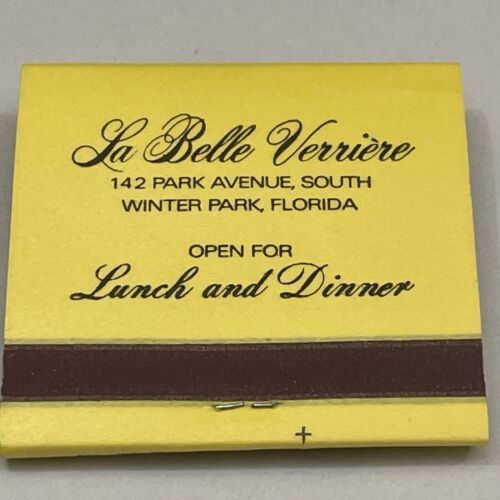 La Belle Verrière
142 PARK AVENUE, SOUTH
WINTER PARK, FLORIDA
OPEN FOR
Lunch and Dinner
+